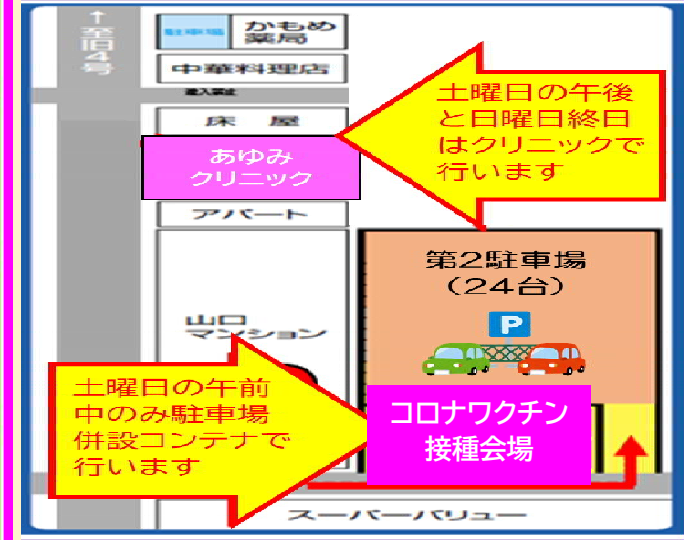 ↑
至旧4号
駐車場
かもめ
薬局
中華料理店
進入禁止
床 屋
あゆみ
クリニック
アパート
土曜日の午後
と日曜日終日
はクリニックで
行います
第2駐車場
(24台)
P
山口
マンション
土曜日の午前
中のみ駐車場
併設コンテナで
行います
コロナワクチン
接種会場
スーパーバリュー